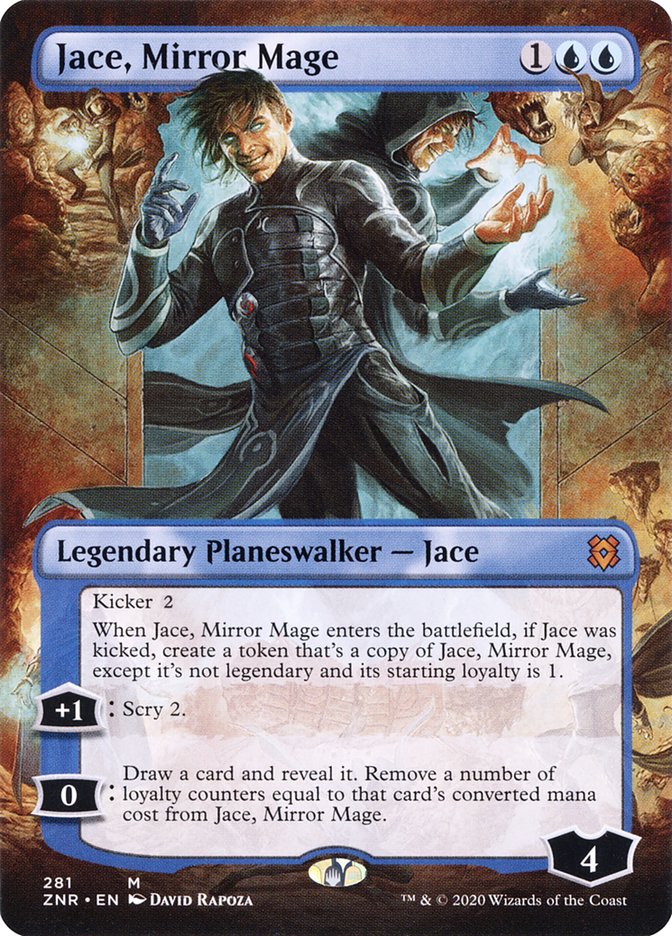 Jace, Mirror Mage 1
Legendary Planeswalker — Jace
Kicker 2
When Jace, Mirror Mage enters the battlefield, if Jace was
kicked, create a token that's a copy of Jace, Mirror Mage,
except it's not legendary and its starting loyalty is 1.
+1 : Scry 2.
0 : Draw a card and reveal it. Remove a number of
loyalty counters equal to that card's converted mana
cost from Jace, Mirror Mage.
4
281 M
ZNR • EN David Rapoza ™ & © 2020 Wizards of the Coast